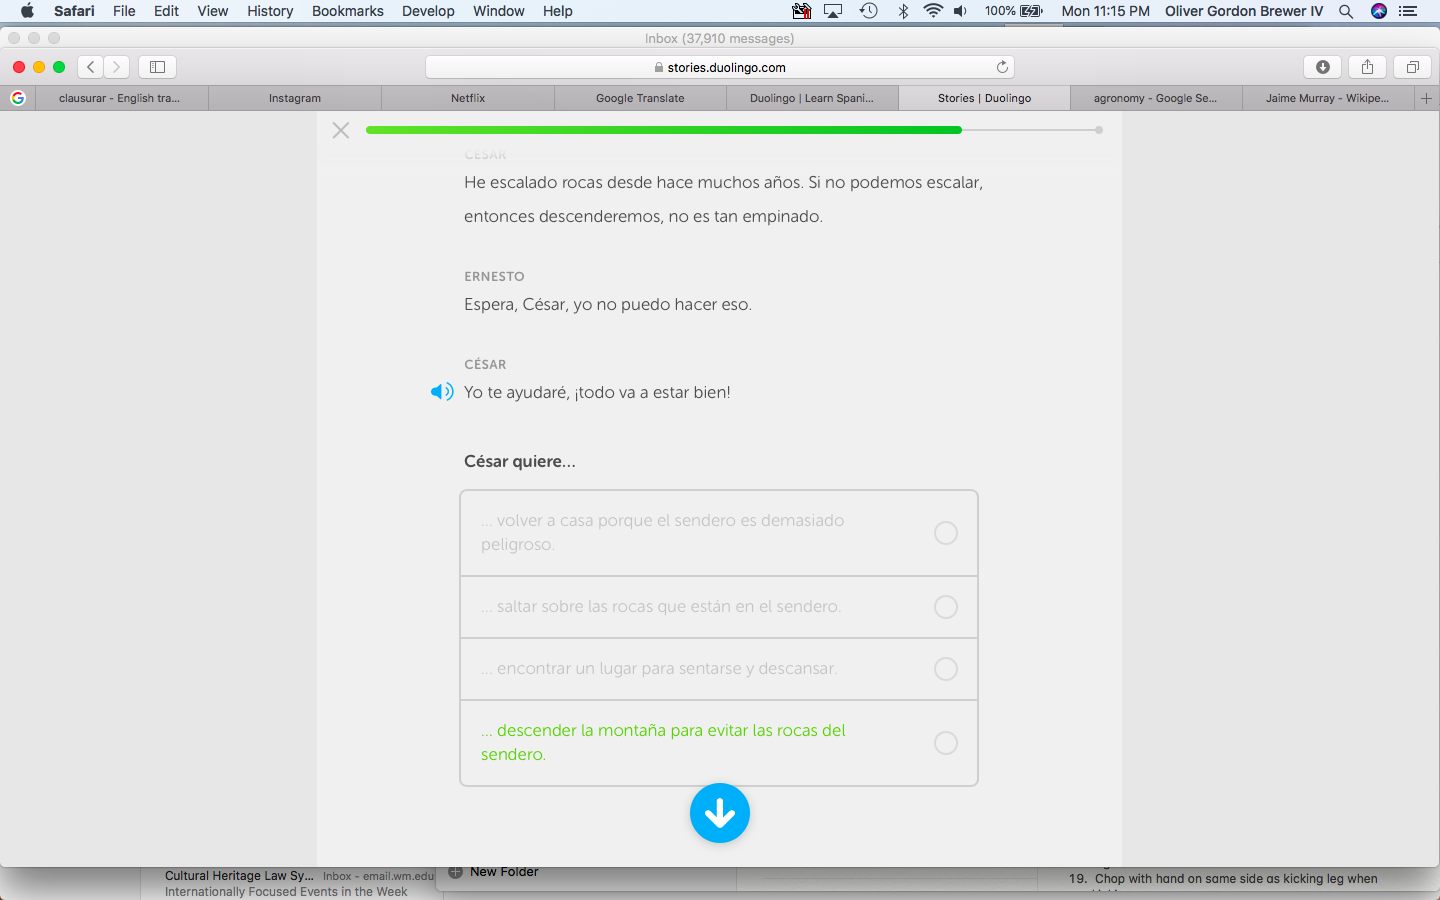 Safari File Edit View History Bookmarks Develop Window Help 100% Mon 11:15 PM Oliver Gordon Brewer IV
Inbox (37,910 messages)
stories.duolingo.com
G clausurar - English tra... Instagram Netflix Google Translate Duolingo | Learn Spani... Stories | Duolingo agronomy - Google Se... Jaime Murray - Wikipe...
CÉSAR
He escalado rocas desde hace muchos años. Si no podemos escalar,
entonces descenderemos, no es tan empinado.
ERNESTO
Espera, César, yo no puedo hacer eso.
CÉSAR
Yo te ayudaré, ¡todo va a estar bien!
César quiere...
... volver a casa porque el sendero es demasiado
peligroso.
... saltar sobre las rocas que están en el sendero.
... encontrar un lugar para sentarse y descansar.
... descender la montaña para evitar las rocas del
sendero.
Cultural Heritage Law Sy... Inbox - email.wm.edu
Internationally Focused Events in the Week
New Folder
19. Chop with hand on same side as kicking leg when